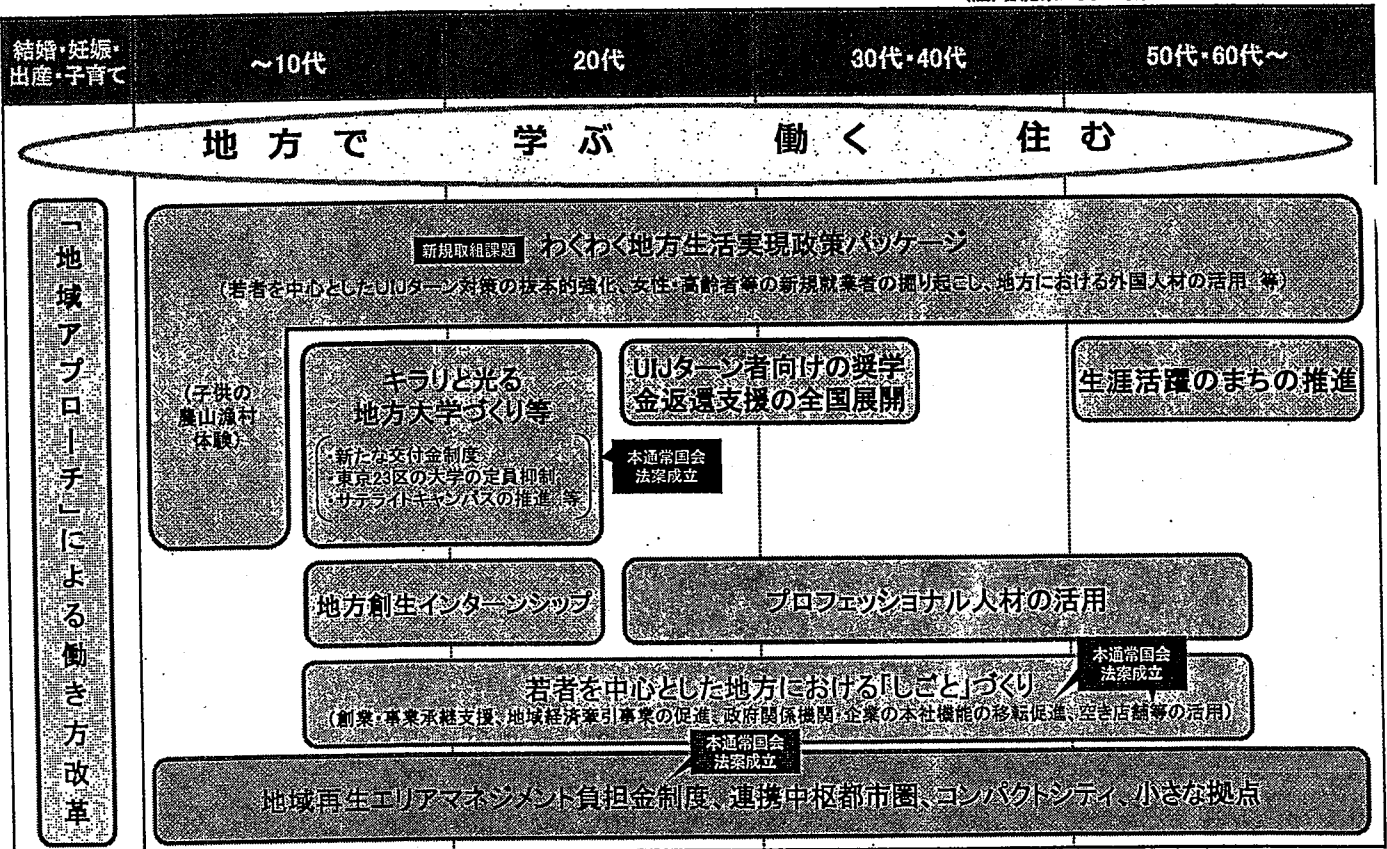 結婚・妊娠・
出産・子育て
～10代
20代
30代・40代
50代・60代～
地方で 学ぶ 働く 住む
「地域アプローチ」による働き方改革
新規取組課題 わくわく地方生活実現政策パッケージ
(若者を中心としたUIJターン対策の抜本的強化、女性・高齢者等の新規就業者の掘り起こし、地方における外国人材の活用 等)
(子供の
農山漁村
体験)
キラリと光る
地方大学づくり等
・新たな交付金制度
・東京23区の大学の定員抑制
・サテライトキャンパスの推進 等
本通常国会
法案成立
UIJターン者向けの奨学
金返還支援の全国展開
生涯活躍のまちの推進
地方創生インターンシップ
プロフェッショナル人材の活用
本通常国会
法案成立
若者を中心とした地方における「しごと」づくり
(創業・事業承継支援、地域経済牽引事業の促進、政府関係機関・企業の本社機能の移転促進、空き店舗等の活用)
本通常国会
法案成立
地域再生エリアマネジメント負担金制度、連携中枢都市圏、コンパクトシティ、小さな拠点